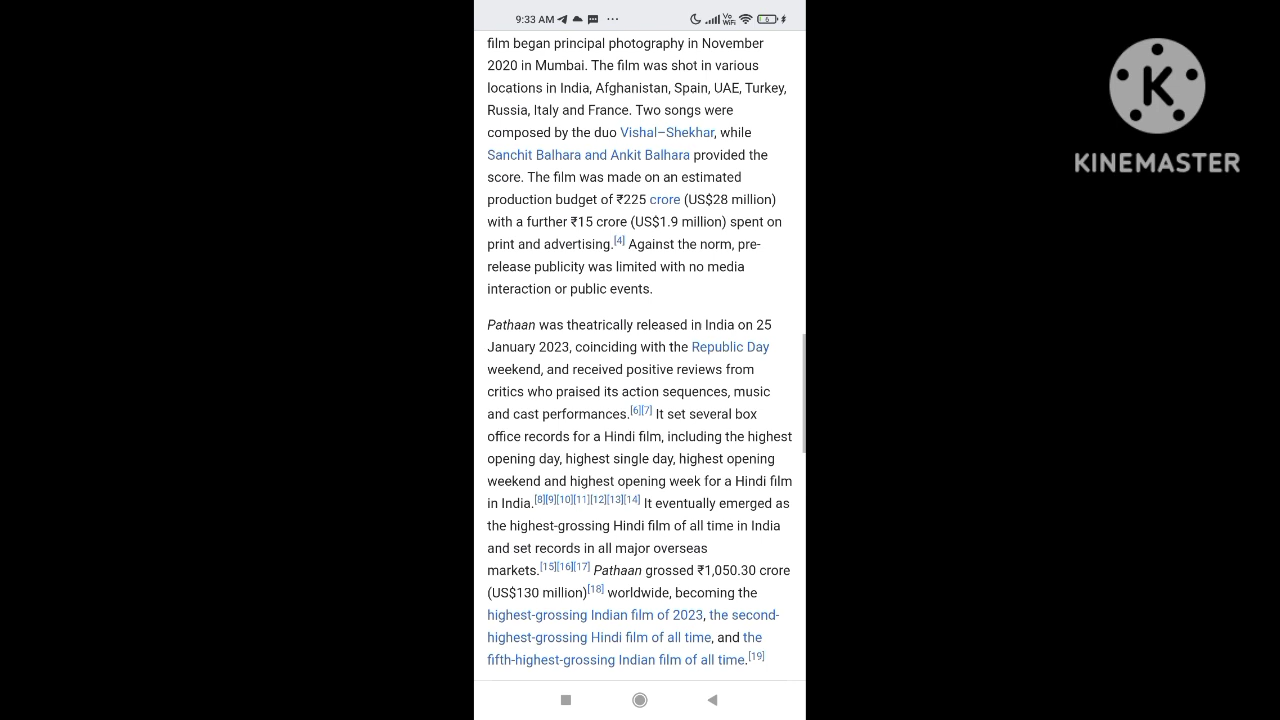 9:33 AM
Vo
WiFi
6
film began principal photography in November
2020 in Mumbai. The film was shot in various
locations in India, Afghanistan, Spain, UAE, Turkey,
Russia, Italy and France. Two songs were
composed by the duo Vishal–Shekhar, while
Sanchit Balhara and Ankit Balhara provided the
score. The film was made on an estimated
production budget of ₹225 crore (US$28 million)
with a further ₹15 crore (US$1.9 million) spent on
print and advertising.[4] Against the norm, pre-
release publicity was limited with no media
interaction or public events.
Pathaan was theatrically released in India on 25
January 2023, coinciding with the Republic Day
weekend, and received positive reviews from
critics who praised its action sequences, music
and cast performances.[6][7] It set several box
office records for a Hindi film, including the highest
opening day, highest single day, highest opening
weekend and highest opening week for a Hindi film
in India.[8][9][10][11][12][13][14] It eventually emerged as
the highest-grossing Hindi film of all time in India
and set records in all major overseas
markets.[15][16][17] Pathaan grossed ₹1,050.30 crore
(US$130 million)[18] worldwide, becoming the
highest-grossing Indian film of 2023, the second-
highest-grossing Hindi film of all time, and the
fifth-highest-grossing Indian film of all time.[19]
K
KINEMASTER